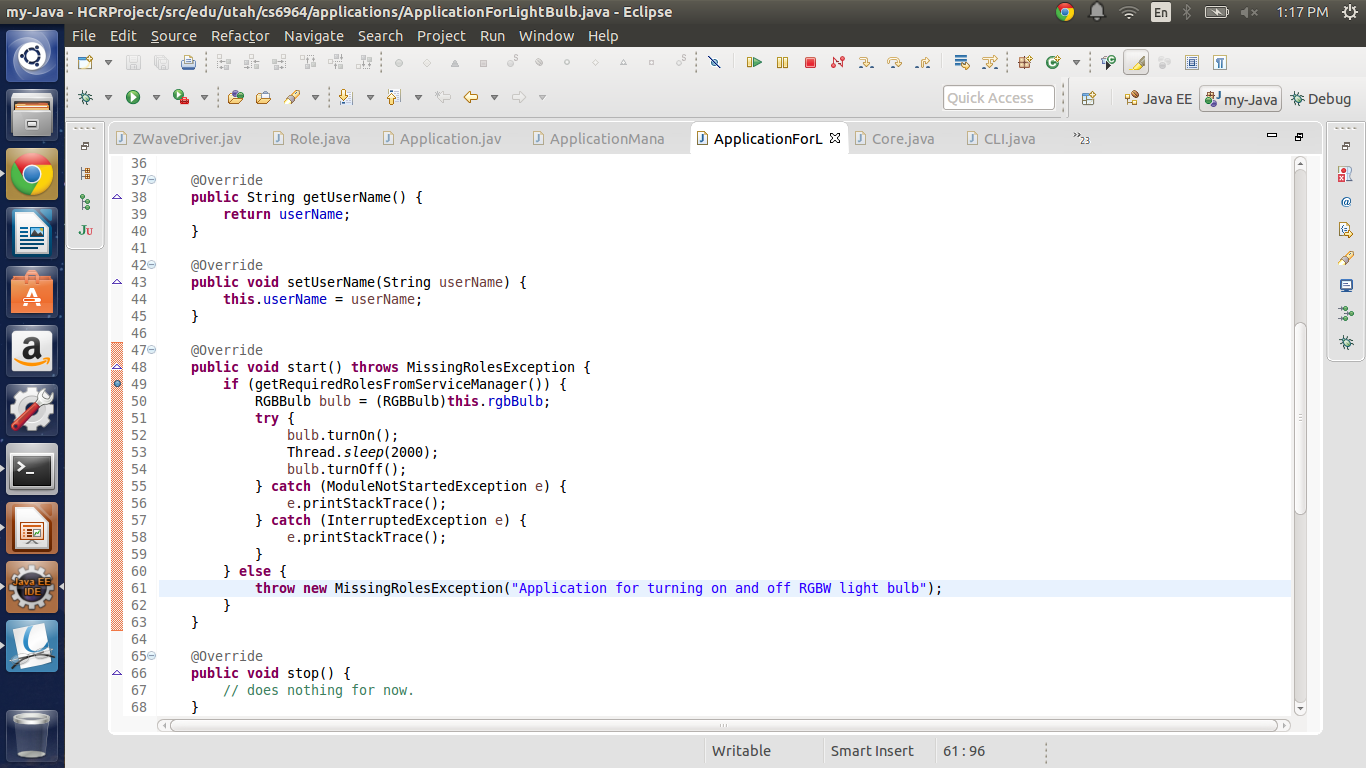 my-Java - HCRProject/src/edu/utah/cs6964/applications/ApplicationForLightBulb.java - Eclipse
En
1:17 PM
File Edit Source Refactor Navigate Search Project Run Window Help
Quick Access
Java EE
my-Java
Debug
ZWaveDriver.jav
Role.java
Application.jav
ApplicationMana
ApplicationForL
Core.java
CLI.java
»23
36
37 @Override
38 public String getUserName() {
39 return userName;
40 }
41
42 @Override
43 public void setUserName(String userName) {
44 this.userName = userName;
45 }
46
47 @Override
48 public void start() throws MissingRolesException {
49 if (getRequiredRolesFromServiceManager()) {
50 RGBBulb bulb = (RGBBulb)this.rgbBulb;
51 try {
52 bulb.turnOn();
53 Thread.sleep(2000);
54 bulb.turnOff();
55 } catch (ModuleNotStartedException e) {
56 e.printStackTrace();
57 } catch (InterruptedException e) {
58 e.printStackTrace();
59 }
60 } else {
61 throw new MissingRolesException("Application for turning on and off RGBW light bulb");
62 }
63 }
64
65 @Override
66 public void stop() {
67 // does nothing for now.
68 }
JU
Java EE
IDE
Writable
Smart Insert
61 : 96